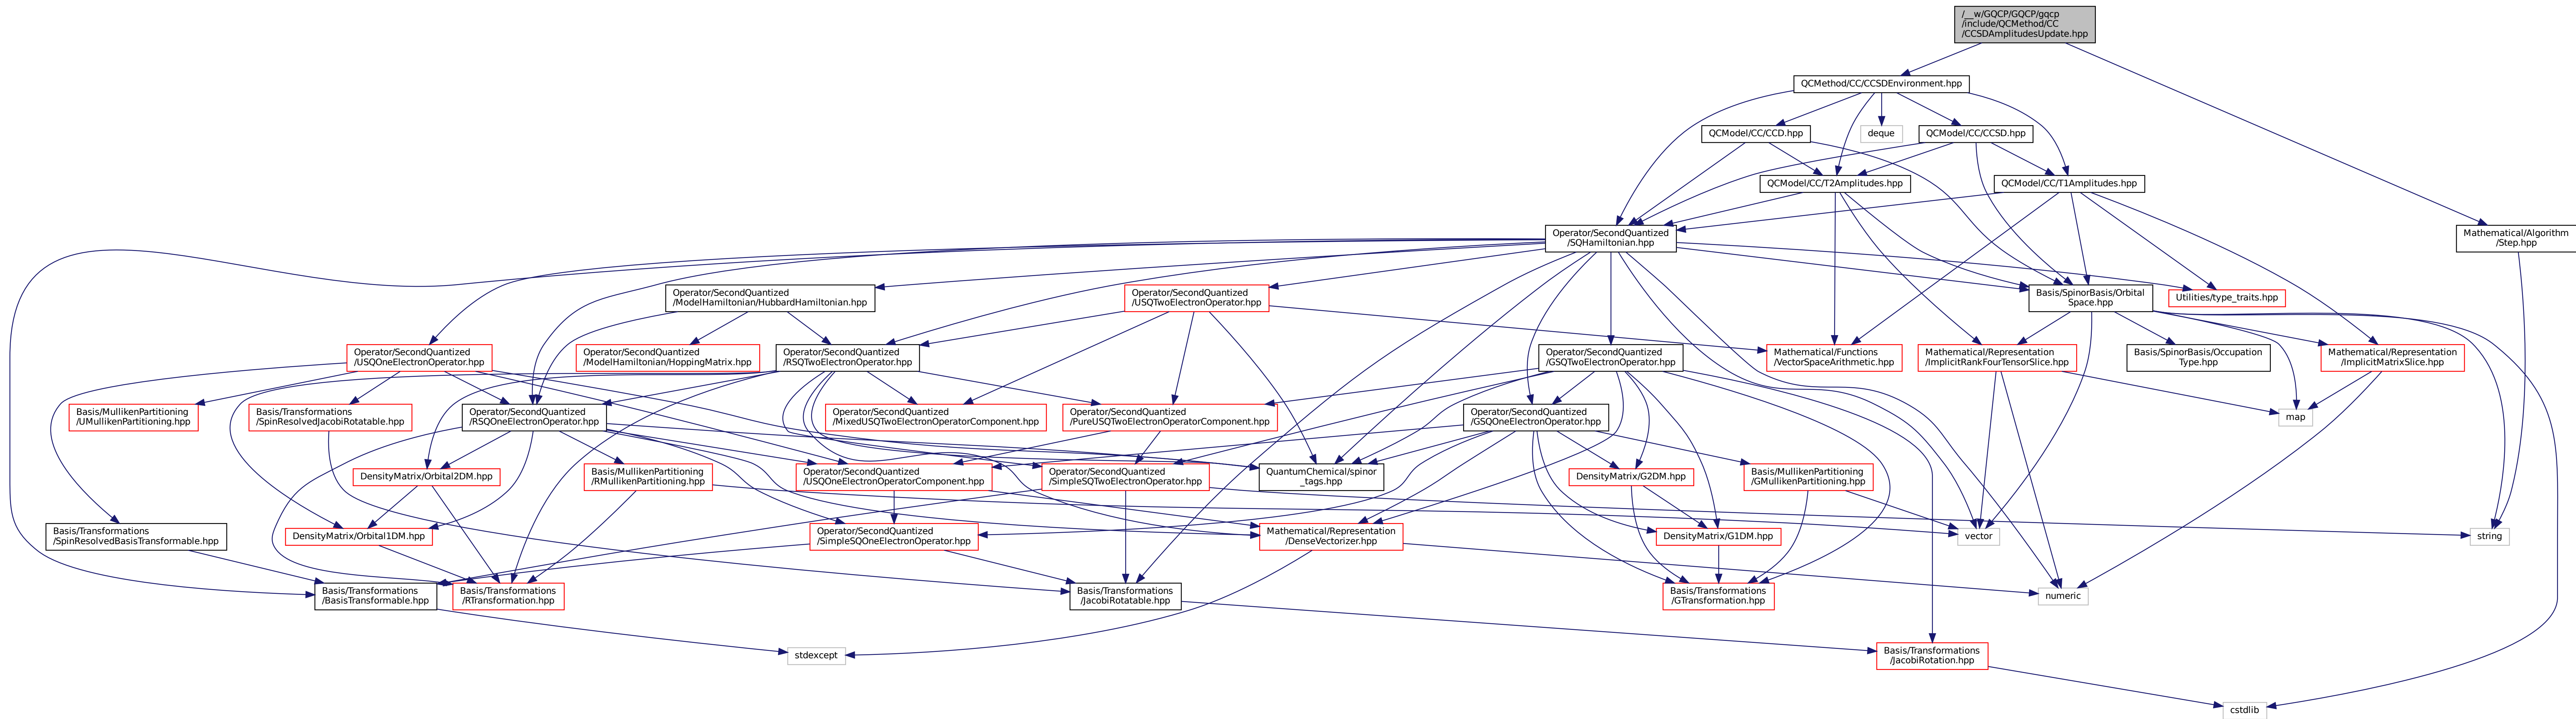 /__w/GQCP/GQCP/gqcp
/include/QCMethod/CC
/CCSDAmplitudesUpdate.hpp
QCMethod/CC/CCSDEnvironment.hpp
QCModel/CC/CCD.hpp
deque
QCModel/CC/CCSD.hpp
QCModel/CC/T2Amplitudes.hpp
QCModel/CC/T1Amplitudes.hpp
Operator/SecondQuantized
/SQHamiltonian.hpp
Mathematical/Algorithm
/Step.hpp
Operator/SecondQuantized
/ModelHamiltonian/HubbardHamiltonian.hpp
Operator/SecondQuantized
/USQTwoElectronOperator.hpp
Basis/SpinorBasis/Orbital
Space.hpp
Utilities/type_traits.hpp
Operator/SecondQuantized
/USQOneElectronOperator.hpp
Operator/SecondQuantized
/ModelHamiltonian/HoppingMatrix.hpp
Operator/SecondQuantized
/RSQTwoElectronOperator.hpp
Operator/SecondQuantized
/GSQTwoElectronOperator.hpp
Mathematical/Functions
/VectorSpaceArithmetic.hpp
Mathematical/Representation
/ImplicitRankFourTensorSlice.hpp
Basis/SpinorBasis/Occupation
Type.hpp
Mathematical/Representation
/ImplicitMatrixSlice.hpp
Basis/MullikenPartitioning
/UMullikenPartitioning.hpp
Basis/Transformations
/SpinResolvedJacobiRotatable.hpp
Operator/SecondQuantized
/RSQOneElectronOperator.hpp
Operator/SecondQuantized
/MixedUSQTwoElectronOperatorComponent.hpp
Operator/SecondQuantized
/PureUSQTwoElectronOperatorComponent.hpp
Operator/SecondQuantized
/GSQOneElectronOperator.hpp
map
DensityMatrix/Orbital2DM.hpp
Basis/MullikenPartitioning
/RMullikenPartitioning.hpp
Operator/SecondQuantized
/USQOneElectronOperatorComponent.hpp
Operator/SecondQuantized
/SimpleSQTwoElectronOperator.hpp
QuantumChemical/spinor
_tags.hpp
DensityMatrix/G2DM.hpp
Basis/MullikenPartitioning
/GMullikenPartitioning.hpp
Basis/Transformations
/SpinResolvedBasisTransformable.hpp
DensityMatrix/Orbital1DM.hpp
Operator/SecondQuantized
/SimpleSQOneElectronOperator.hpp
Mathematical/Representation
/DenseVectorizer.hpp
DensityMatrix/G1DM.hpp
vector
string
Basis/Transformations
/BasisTransformable.hpp
Basis/Transformations
/RTransformation.hpp
Basis/Transformations
/JacobiRotatable.hpp
Basis/Transformations
/GTransformation.hpp
numeric
stdexcept
Basis/Transformations
/JacobiRotation.hpp
cstdlib